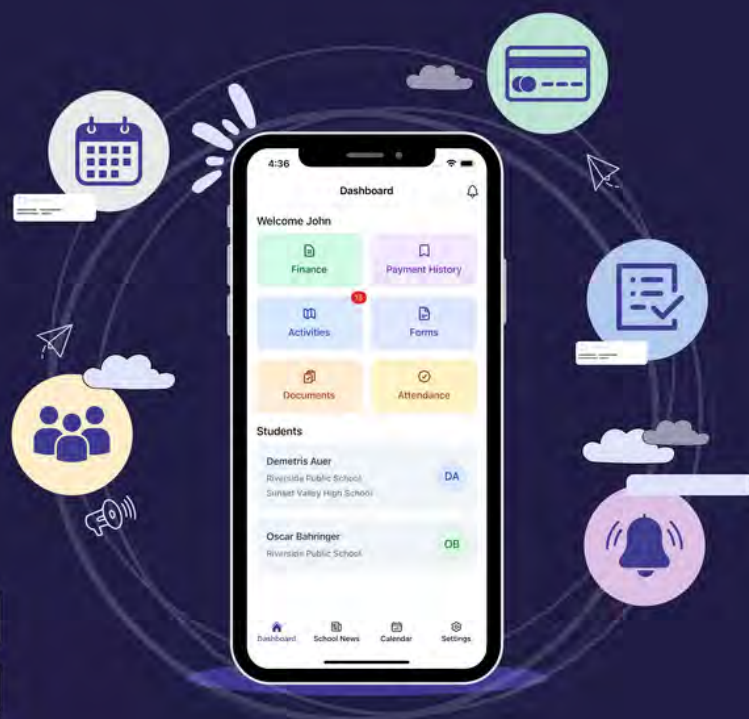 4:36
Dashboard
Welcome John
Finance
Payment History
13
Activities
Forms
Documents
Attendance
Students
Demetris Auer
Riverside Public School
Sunset Valley High School
DA
Oscar Bahringer
Riverside Public School
OB
Dashboard
School News
Calendar
Settings